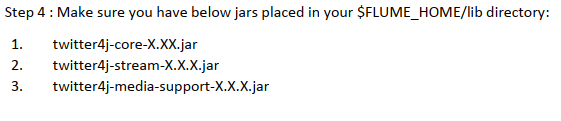 Step 4 : Make sure you have below jars placed in your $FLUME_HOME/lib directory:
1. twitter4j-core-X.XX.jar
2. twitter4j-stream-X.X.X.jar
3. twitter4j-media-support-X.X.X.jar